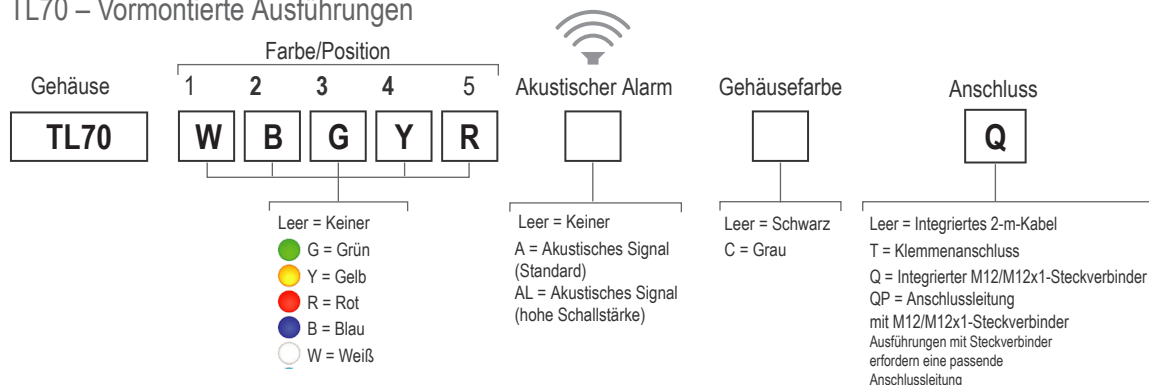 TL70 – Vormontierte Ausführungen
Farbe/Position
Gehäuse 1 2 3 4 5 Akustischer Alarm Gehäusefarbe Anschluss
TL70 W B G Y R Q
Leer = Keiner
G = Grün
Y = Gelb
R = Rot
B = Blau
W = Weiß
Leer = Keiner
A = Akustisches Signal
(Standard)
AL = Akustisches Signal
(hohe Schallstärke)
Leer = Schwarz
C = Grau
Leer = Integriertes 2-m-Kabel
T = Klemmenanschluss
Q = Integrierter M12/M12x1-Steckverbinder
QP = Anschlussleitung
mit M12/M12x1-Steckverbinder
Ausführungen mit Steckverbinder
erfordern eine passende
Anschlussleitung